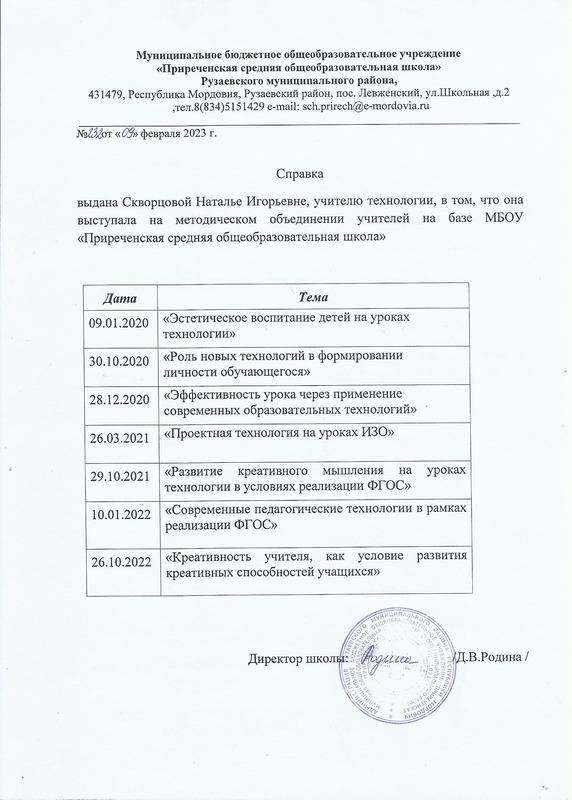 Муниципальное бюджетное общеобразовательное учреждение
«Приреченская средняя общеобразовательная школа»
Рузаевского муниципального района,
431479, Республика Мордовия, Рузаевский район, пос. Левженский, ул.Школьная ,д.2
,тел.8(834)5151429 e-mail: sch.prirech@e-mordovia.ru
№232от «09» февраля 2023 г.
Справка
выдана Скворцовой Наталье Игорьевне, учителю технологии, в том, что она
выступала на методическом объединении учителей на базе МБОУ
«Приреченская средняя общеобразовательная школа»
Дата Тема
09.01.2020 «Эстетическое воспитание детей на уроках
технологии»
30.10.2020 «Роль новых технологий в формировании
личности обучающегося»
28.12.2020 «Эффективность урока через применение
современных образовательных технологий»
26.03.2021 «Проектная технология на уроках ИЗО»
29.10.2021 «Развитие креативного мышления на уроках
технологии в условиях реализации ФГОС»
10.01.2022 «Современные педагогические технологии в рамках
реализации ФГОС»
26.10.2022 «Креативность учителя, как условие развития
креативных способностей учащихся»
Директор школы: Родина /Д.В.Родина /